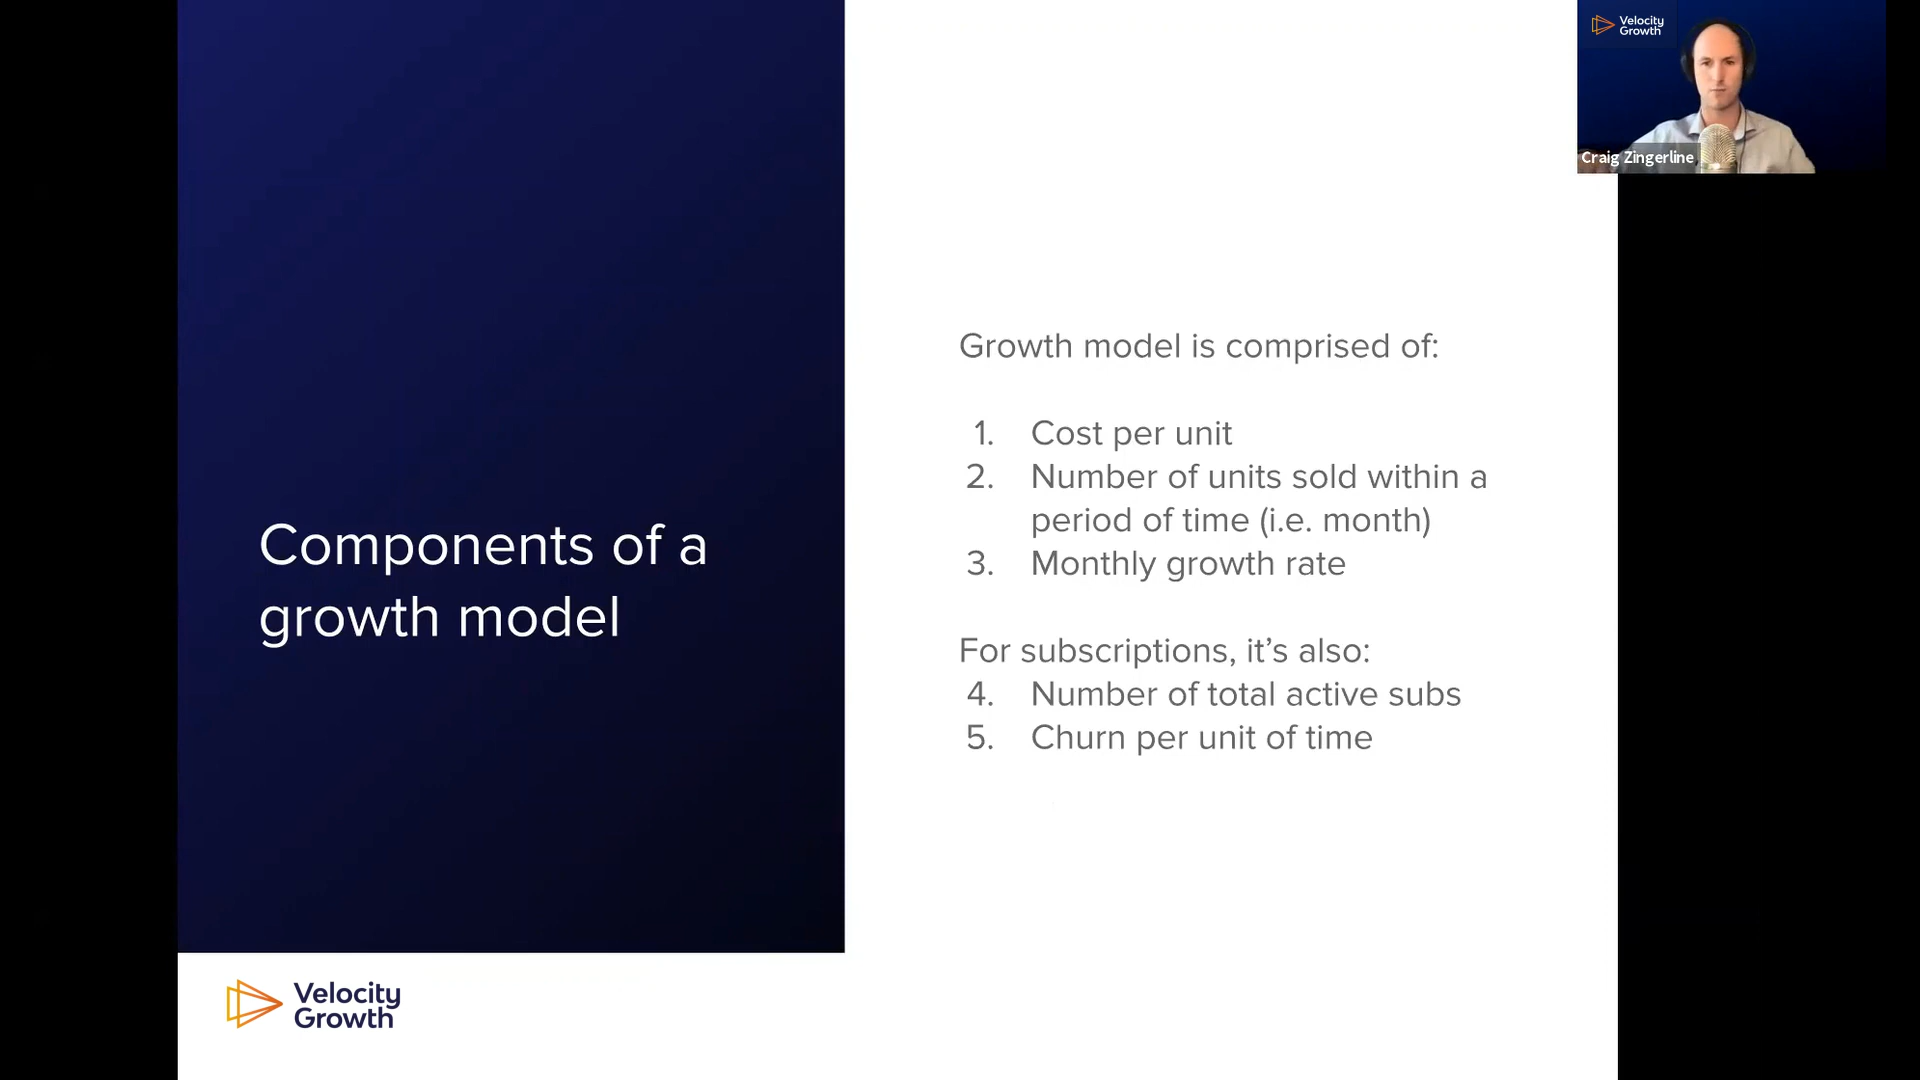 Velocity
Growth
Craig Zingerline
Components of a
growth model
Growth model is comprised of:
1. Cost per unit
2. Number of units sold within a
period of time (i.e. month)
3. Monthly growth rate
For subscriptions, it’s also:
4. Number of total active subs
5. Churn per unit of time
Velocity
Growth